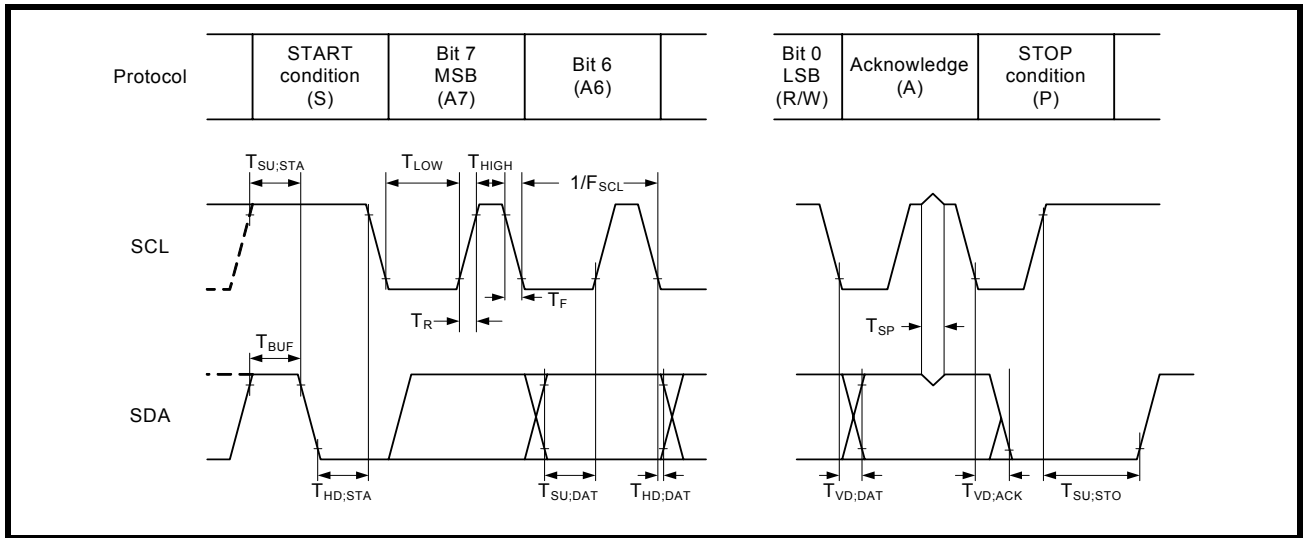 Protocol
START
condition
(S)
Bit 7
MSB
(A7)
Bit 6
(A6)
Bit 0
LSB
(R/W)
Acknowledge
(A)
STOP
condition
(P)
TSU;STA
TLOW
THIGH
1/FSCL
SCL
TR
TF
TSP
TBUF
SDA
THD;STA
TSU;DAT
THD;DAT
TVD;DAT
TVD;ACK
TSU;STO